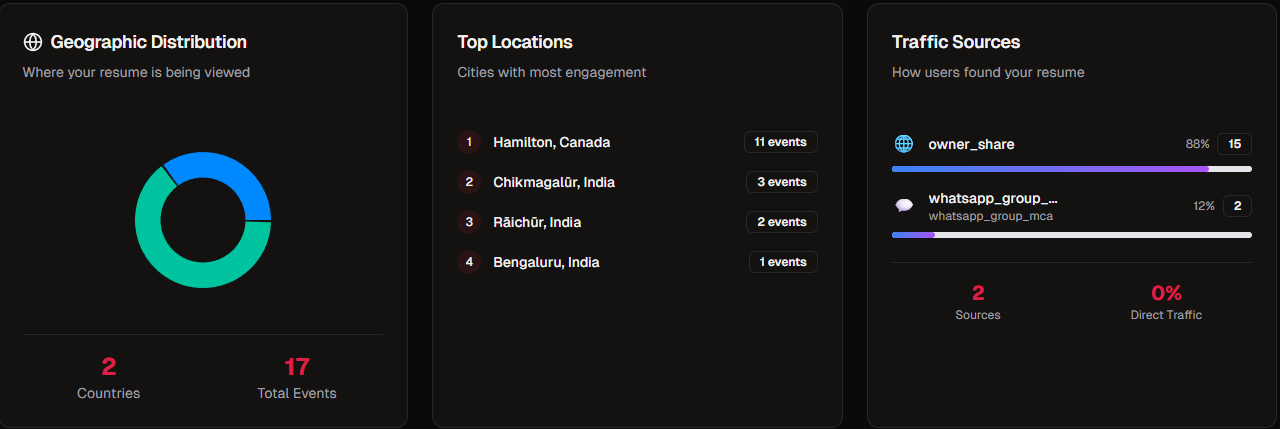 Geographic Distribution
Where your resume is being viewed
2
Countries
17
Total Events
Top Locations
Cities with most engagement
1 Hamilton, Canada 11 events
2 Chikmagalūr, India 3 events
3 Rāichūr, India 2 events
4 Bengaluru, India 1 events
Traffic Sources
How users found your resume
owner_share 88% 15
whatsapp_group_... 12% 2
whatsapp_group_mca
2
Sources
0%
Direct Traffic